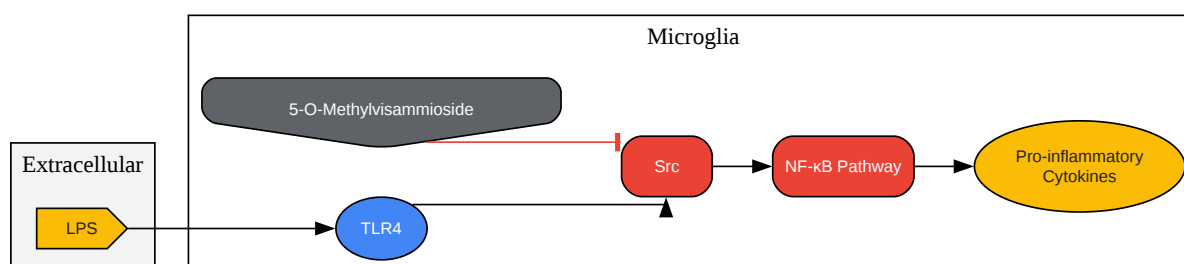 Microglia
5-O-Methylvisammioside
Extracellular
Src
NF-κB Pathway
Pro-inflammatory
Cytokines
LPS
TLR4